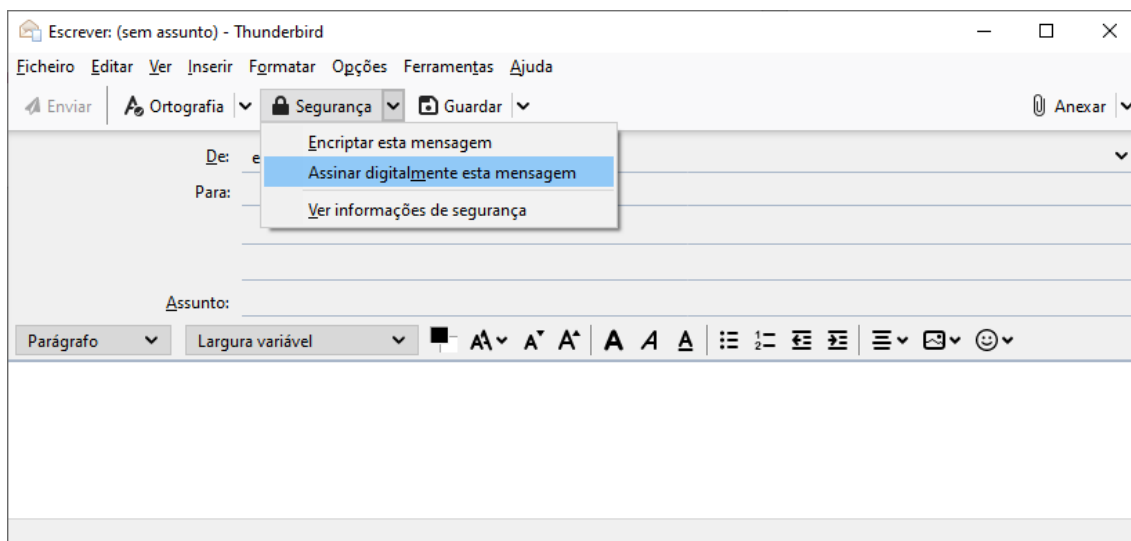 Escrever: (sem assunto) - Thunderbird
Ficheiro Editar Ver Inserir Formatar Opções Ferramentas Ajuda
Enviar Ortografia Segurança Guardar Anexar
Encriptar esta mensagem
De: e
Assinar digitalmente esta mensagem
Para:
Ver informações de segurança
Assunto:
Parágrafo Largura variável